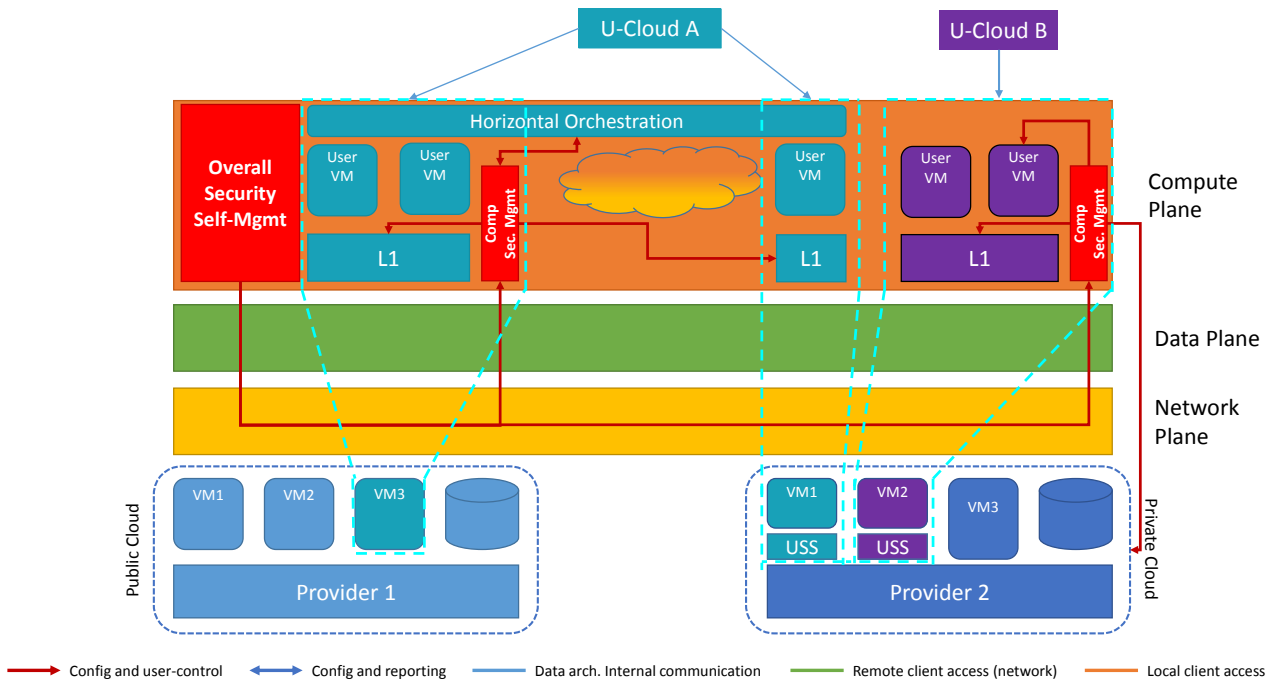 U-Cloud A
U-Cloud B
Horizontal Orchestration
Overall
Security
Self-Mgmt
User
VM
User
VM
Comp
Sec. Mgmt
User
VM
User
VM
User
VM
Comp
Sec. Mgmt
Compute
Plane
L1
L1
L1
Data Plane
Network
Plane
Public Cloud
VM1
VM2
VM3
Provider 1
VM1
VM2
VM3
USS
USS
Provider 2
Private Cloud
Config and user-control
Config and reporting
Data arch. Internal communication
Remote client access (network)
Local client access